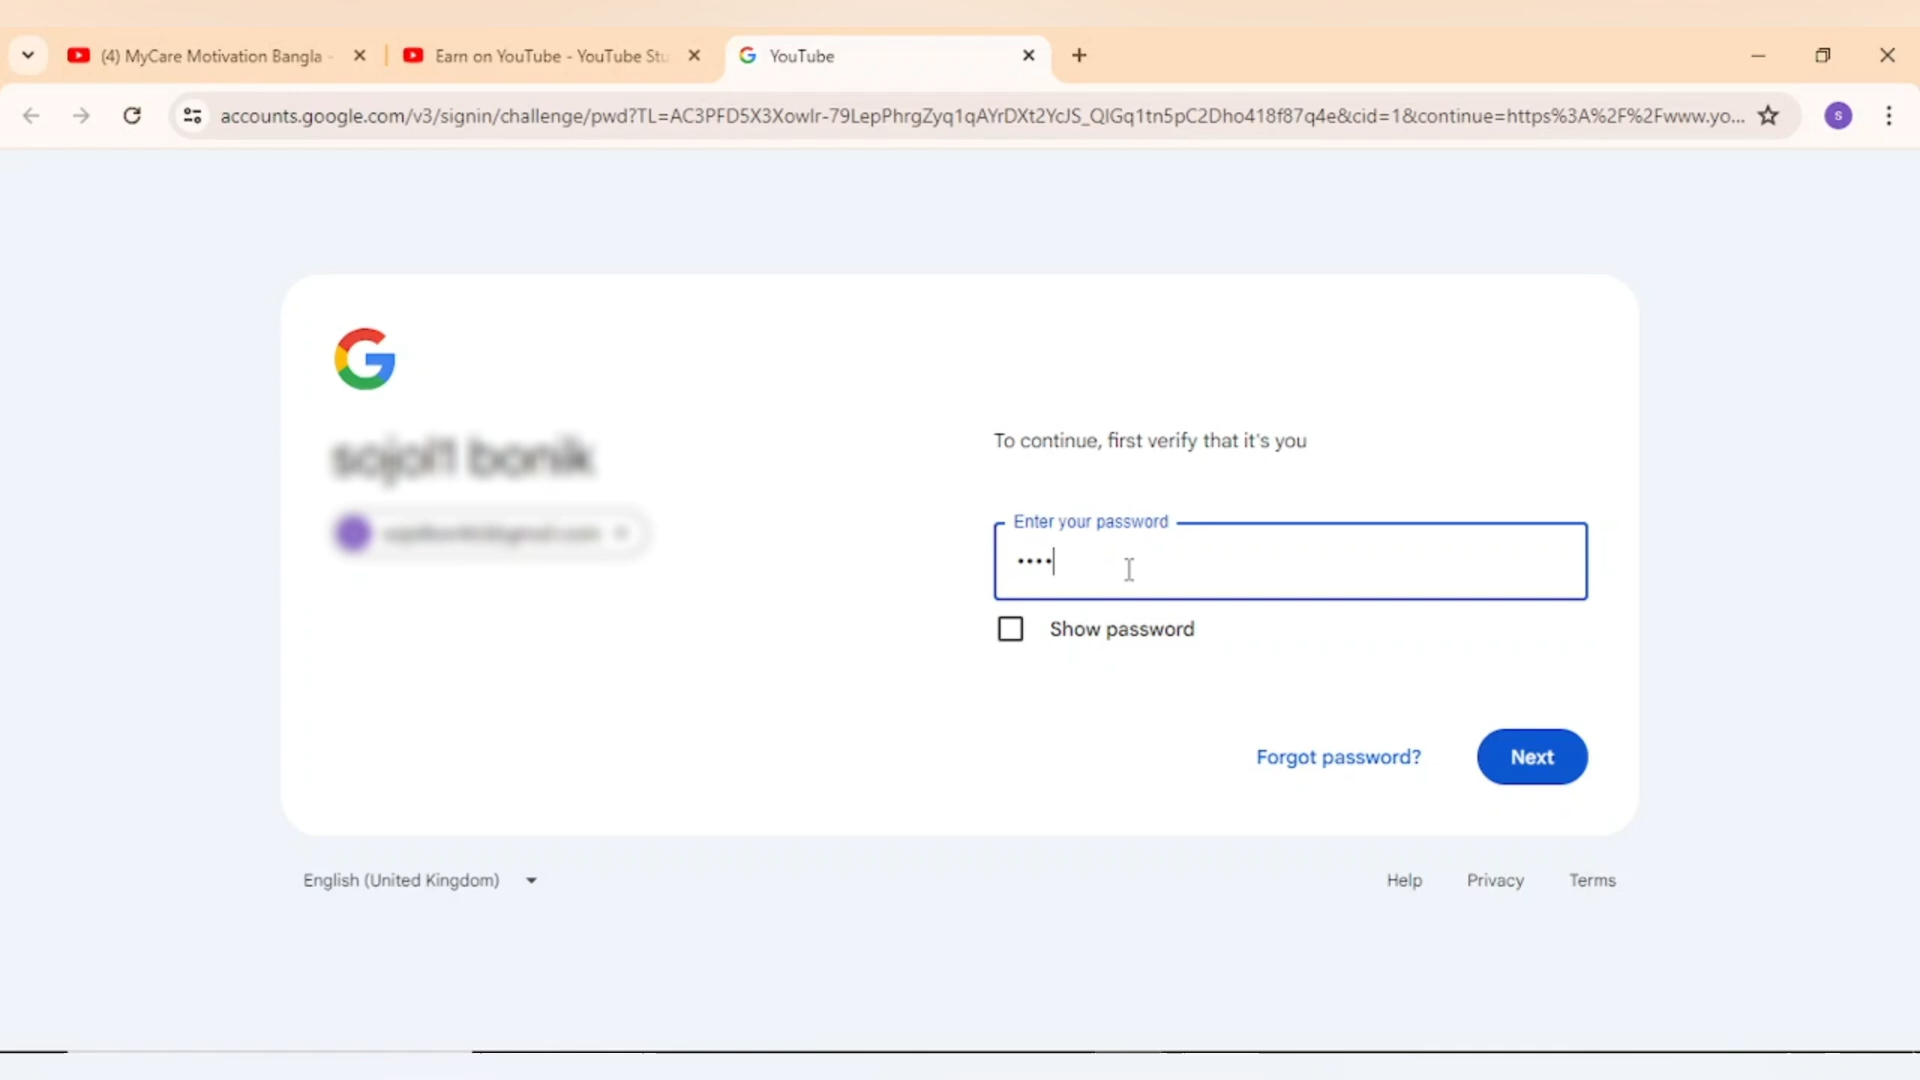 (4) MyCare Motivation Bangla -
Earn on YouTube - YouTube Stu
YouTube
accounts.google.com/v3/signin/challenge/pwd?TL=AC3PFD5X3Xowlr-79LepPhrgZyq1qAYrDXt2YcJS_QIGq1tn5pC2Dho418f87q4e&cid=1&continue=https%3A%2F%2Fwww.yo...
s
sojol1 bonik
To continue, first verify that it's you
Enter your password
Show password
Forgot password?
Next
English (United Kingdom)
Help
Privacy
Terms